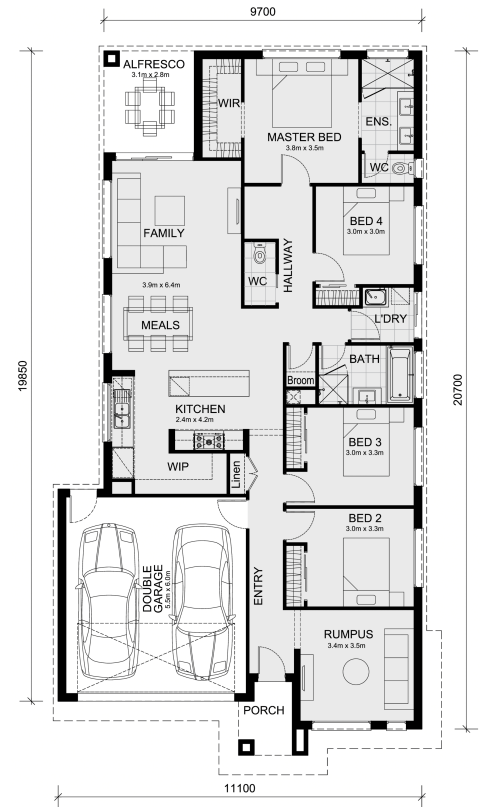 9700
ALFRESCO
3.1m x 2.8m
WIR
MASTER BED
3.8m x 3.5m
ENS.
WC
FAMILY
3.9m x 6.4m
HALLWAY
BED 4
3.0m x 3.0m
WC
MEALS
L'DRY
BATH
Broom
19850
20700
KITCHEN
2.4m x 4.2m
WIP
Linen
BED 3
3.0m x 3.3m
BED 2
3.0m x 3.3m
DOUBLE
GARAGE
5.5m x 6.0m
ENTRY
RUMPUS
3.4m x 3.5m
PORCH
11100